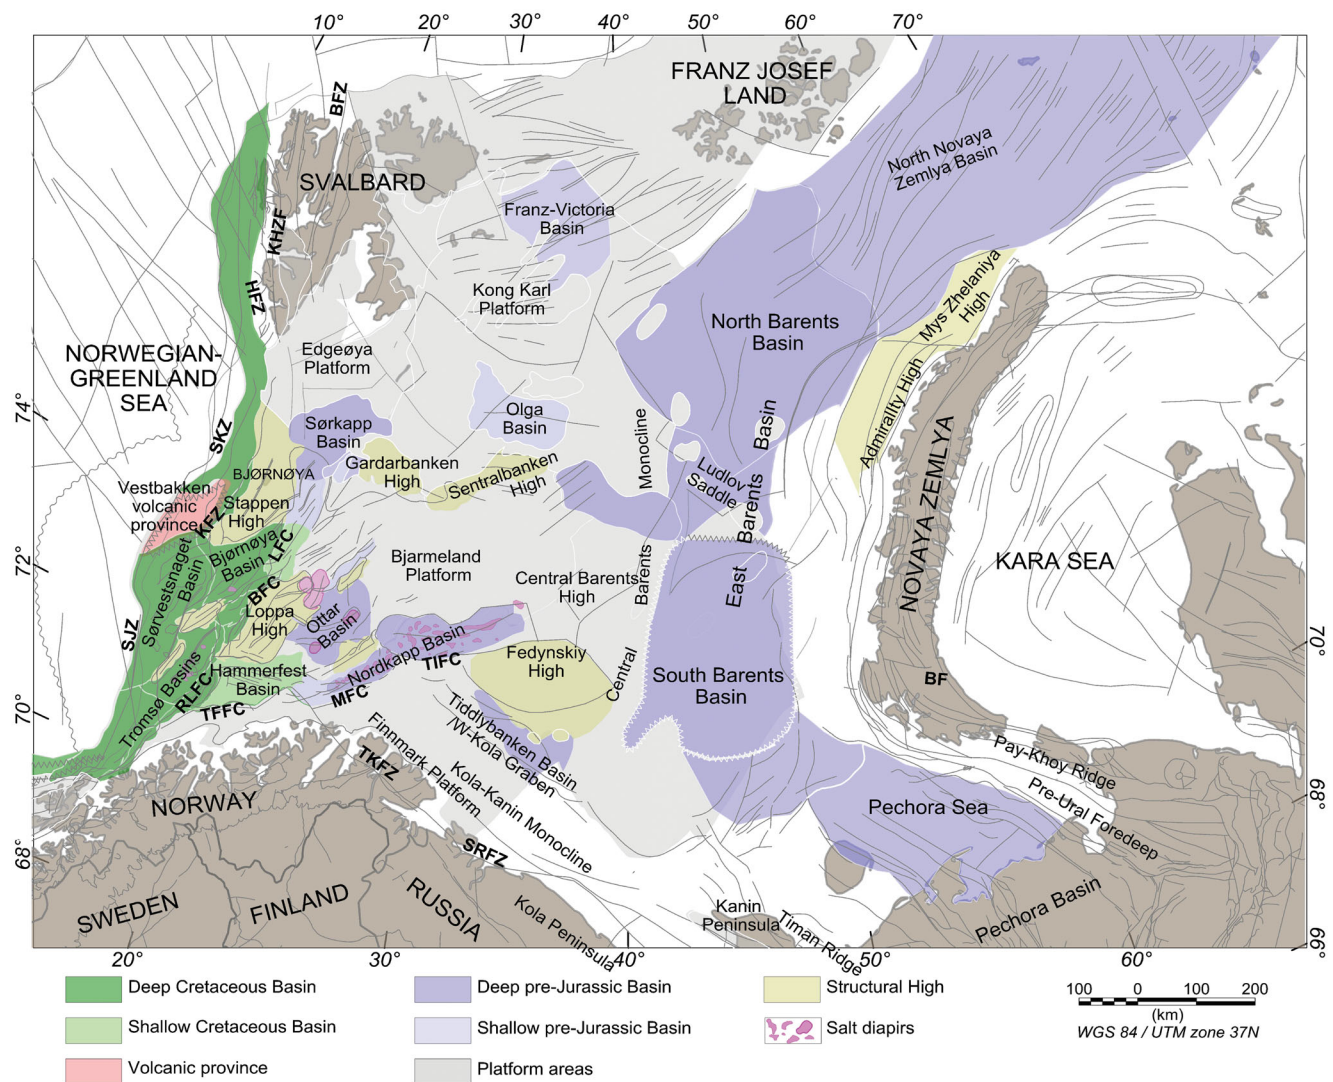 10° 20° 30° 40° 50° 60° 70°
FRANZ JOSEF
LAND
BFZ
SVALBARD
North Novaya
Zemlya Basin
Franz-Victoria
Basin
KHZF
HFZ
Kong Karl
Platform
Mys Zhelaniya
High
North Barents
Basin
NORWEGIAN-
GREENLAND
SEA
Edgeøya
Platform
Admirallty High
74°
Sørkapp
Basin
Olga
Basin
SKZ
Monocline
Basin
Gardarbanken
High
Sentralbanken
High
BJØRNØYA
Ludlov
Saddle
Vestbakken
volcanic
province
Stappen
High
KFZ
Barents
NOVAYA ZEMLYA
KARA SEA
72°
Sørvestsnaget
Basin
Bjørnøya
Basin
LFC
Bjarmeland
Platform
Central Barents
High
Barents
East
BFC
Loppa
High
Ottar
Basin
SJZ
70°
Nordkapp Basin
TIFC
Fedynskiy
High
Central
South Barents
Basin
BF
Tromsø Basins
RLFC
Hammerfest
Basin
MFC
TFFC
70°
Tiddlybanken Basin
/W-Kola Graben
Finnmark Platform
TKFZ
Kola-Kanin Monocline
Pay-Khoy Ridge
Pre-Ural Foredeep
68°
NORWAY
Pechora Sea
SRFZ
68°
SWEDEN
FINLAND
RUSSIA
Kola Peninsula
Kanin
Peninsula
Timan Ridge
Pechora Basin
66°
20° 30° 40° 50° 60°
Deep Cretaceous Basin
Shallow Cretaceous Basin
Volcanic province
Deep pre-Jurassic Basin
Shallow pre-Jurassic Basin
Platform areas
Structural High
Salt diapirs
100 0 100 200
(km)
WGS 84 / UTM zone 37N